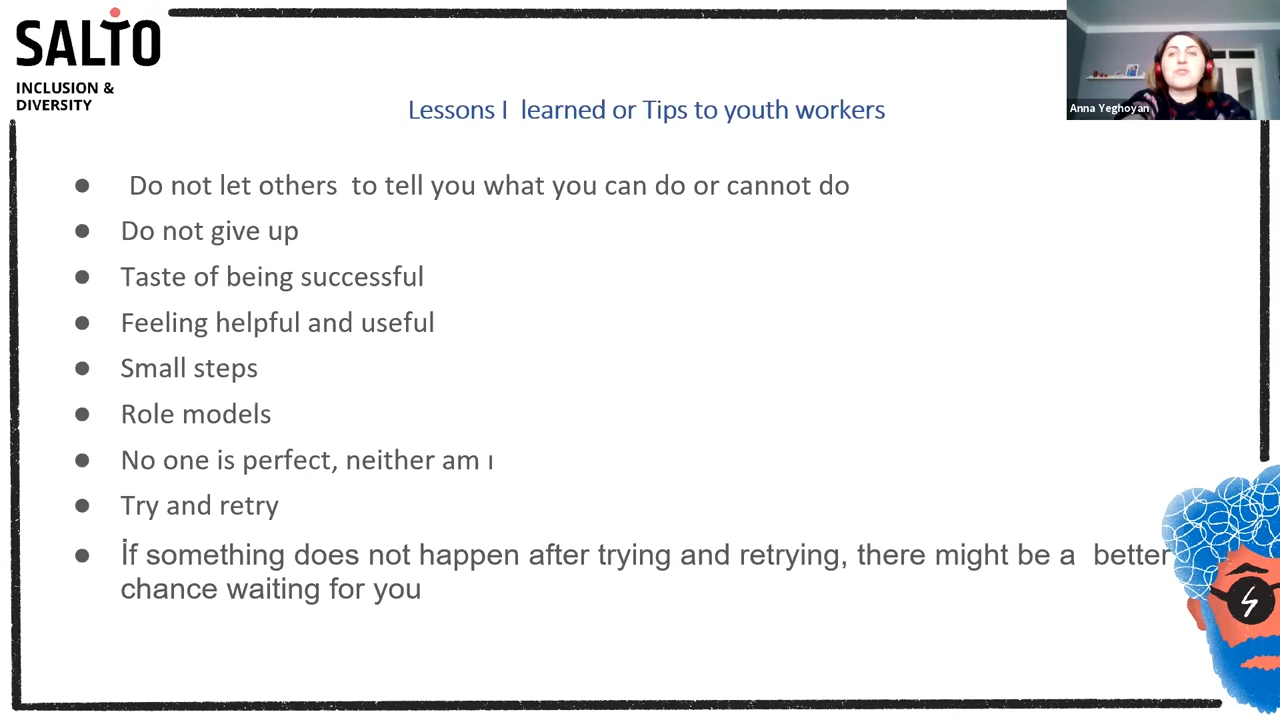 SALTO
INCLUSION &
DIVERSITY
Anna Yeghoyan
Lessons I learned or Tips to youth workers
● Do not let others to tell you what you can do or cannot do
● Do not give up
● Taste of being successful
● Feeling helpful and useful
● Small steps
● Role models
● No one is perfect, neither am ı
● Try and retry
● İf something does not happen after trying and retrying, there might be a better
chance waiting for you